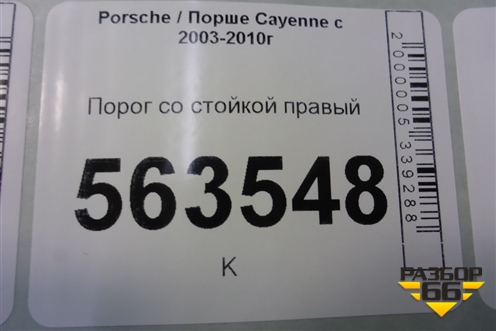 Porsche / Порше Cayenne с
2003-2010г
Порог со стойкой правый
563548
К
2000005339288
РАЗБОР
66